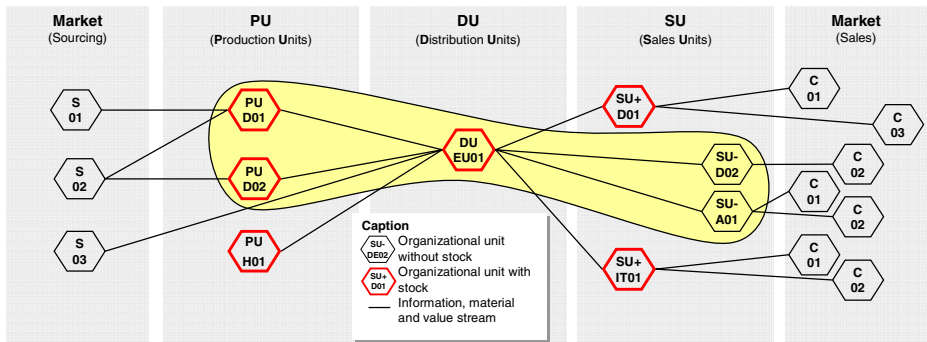 Market
(Sourcing)
PU
(Production Units)
DU
(Distribution Units)
SU
(Sales Units)
Market
(Sales)
S
01
S
02
S
03
PU
D01
PU
D02
PU
H01
DU
EU01
SU+
D01
SU-
D02
SU-
A01
SU+
IT01
C
01
C
03
C
02
C
01
C
02
C
01
C
02
Caption
SU-
DE02
Organizational unit
without stock
SU+
D01
Organizational unit with
stock
Information, material
and value stream